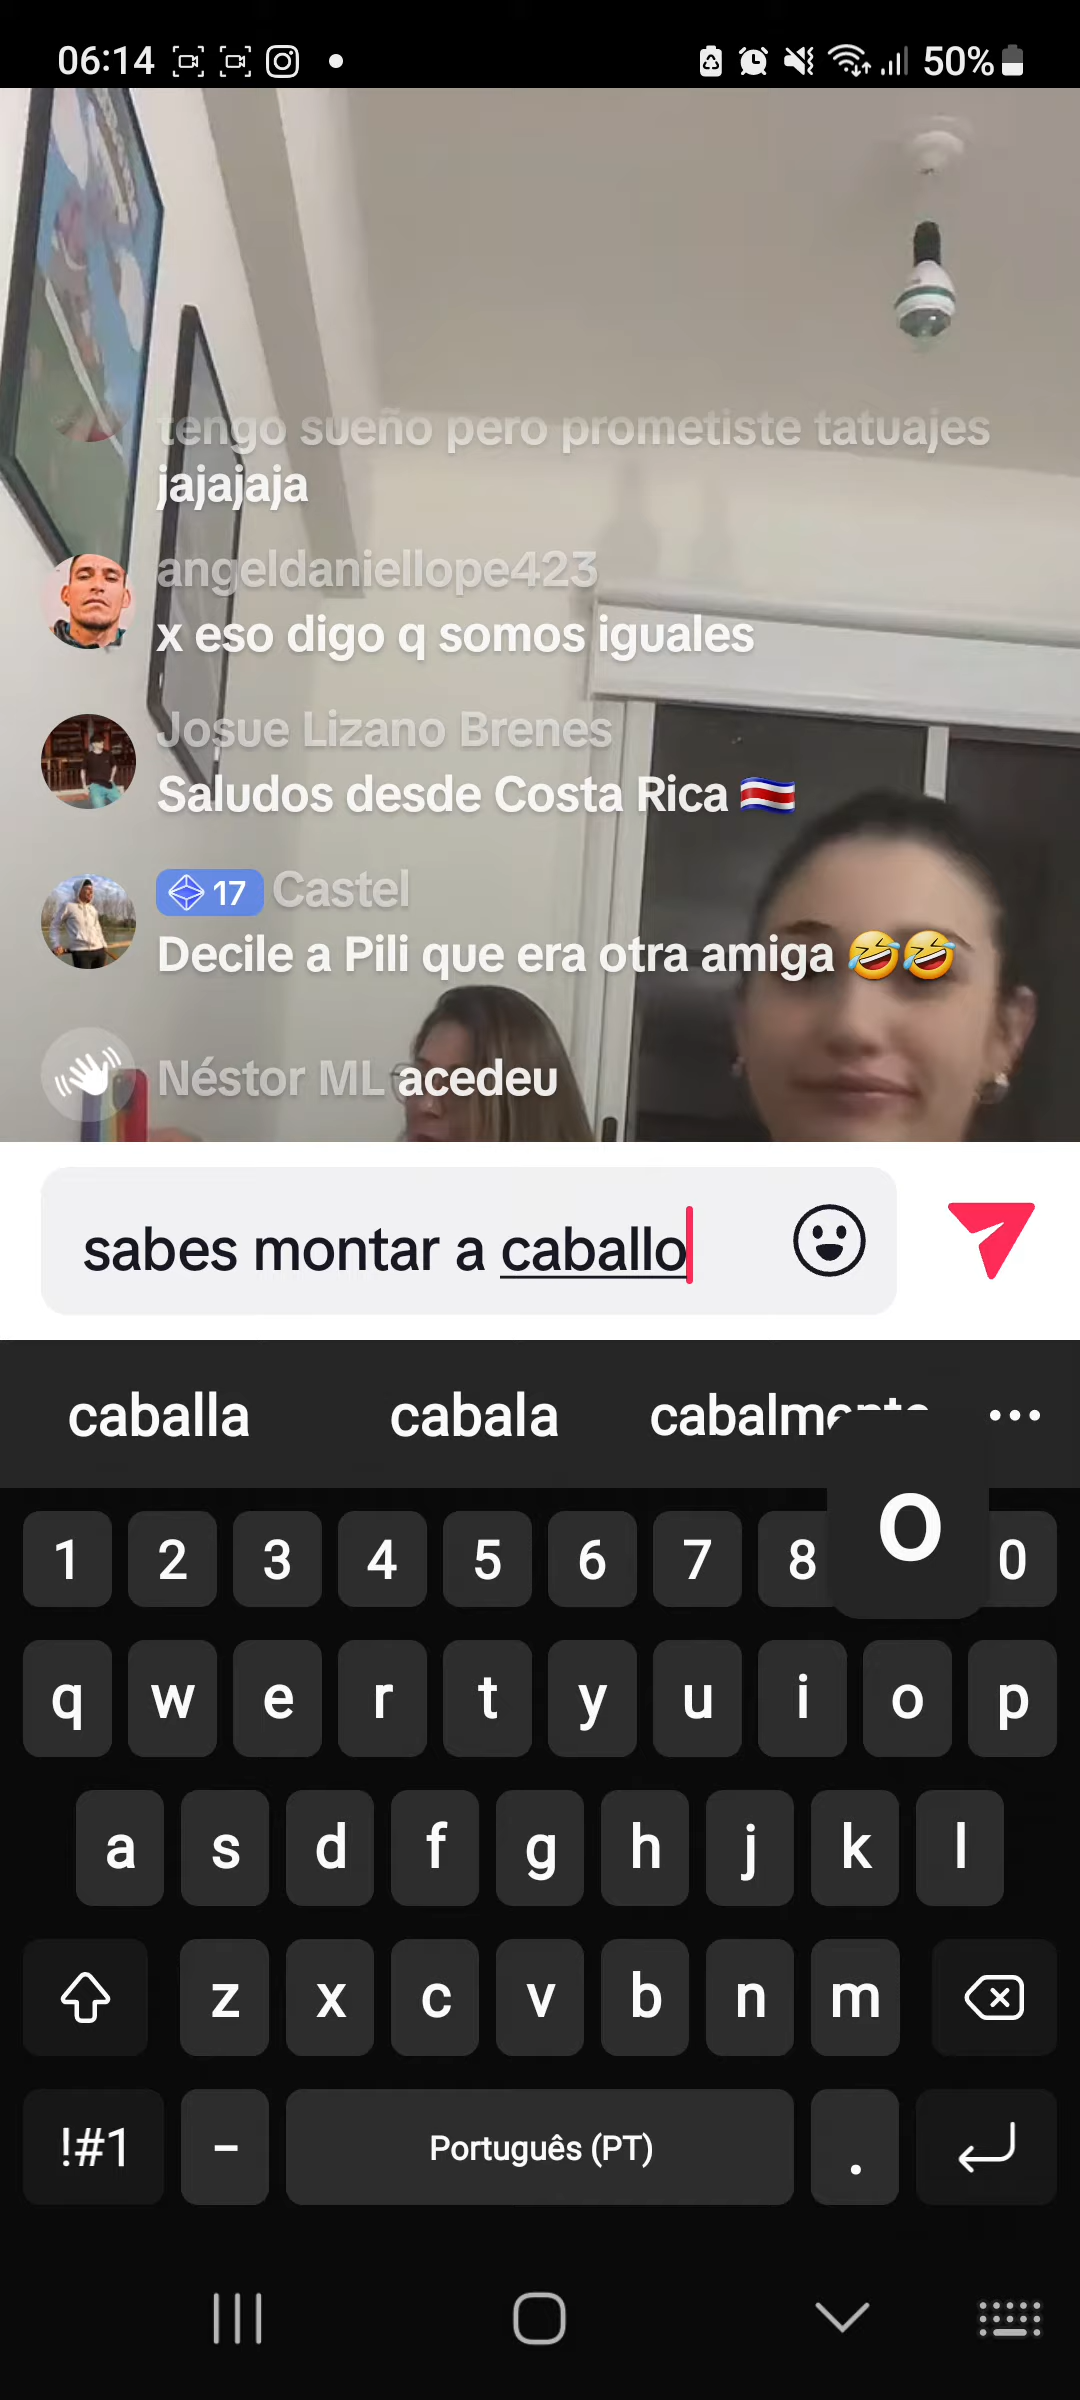 06:14
50%
tengo sueño pero prometiste tatuajes
jajajaja
angeldaniellope423
x eso digo q somos iguales
Josue Lizano Brenes
Saludos desde Costa Rica 🇨🇷
17 Castel
Decile a Pili que era otra amiga 🤣🤣
Néstor ML acedeu
sabes montar a caballo
caballa cabala cabalmente
o
1 2 3 4 5 6 7 8 0
q w e r t y u i o p
a s d f g h j k l
z x c v b n m
!#1 - Português (PT) .